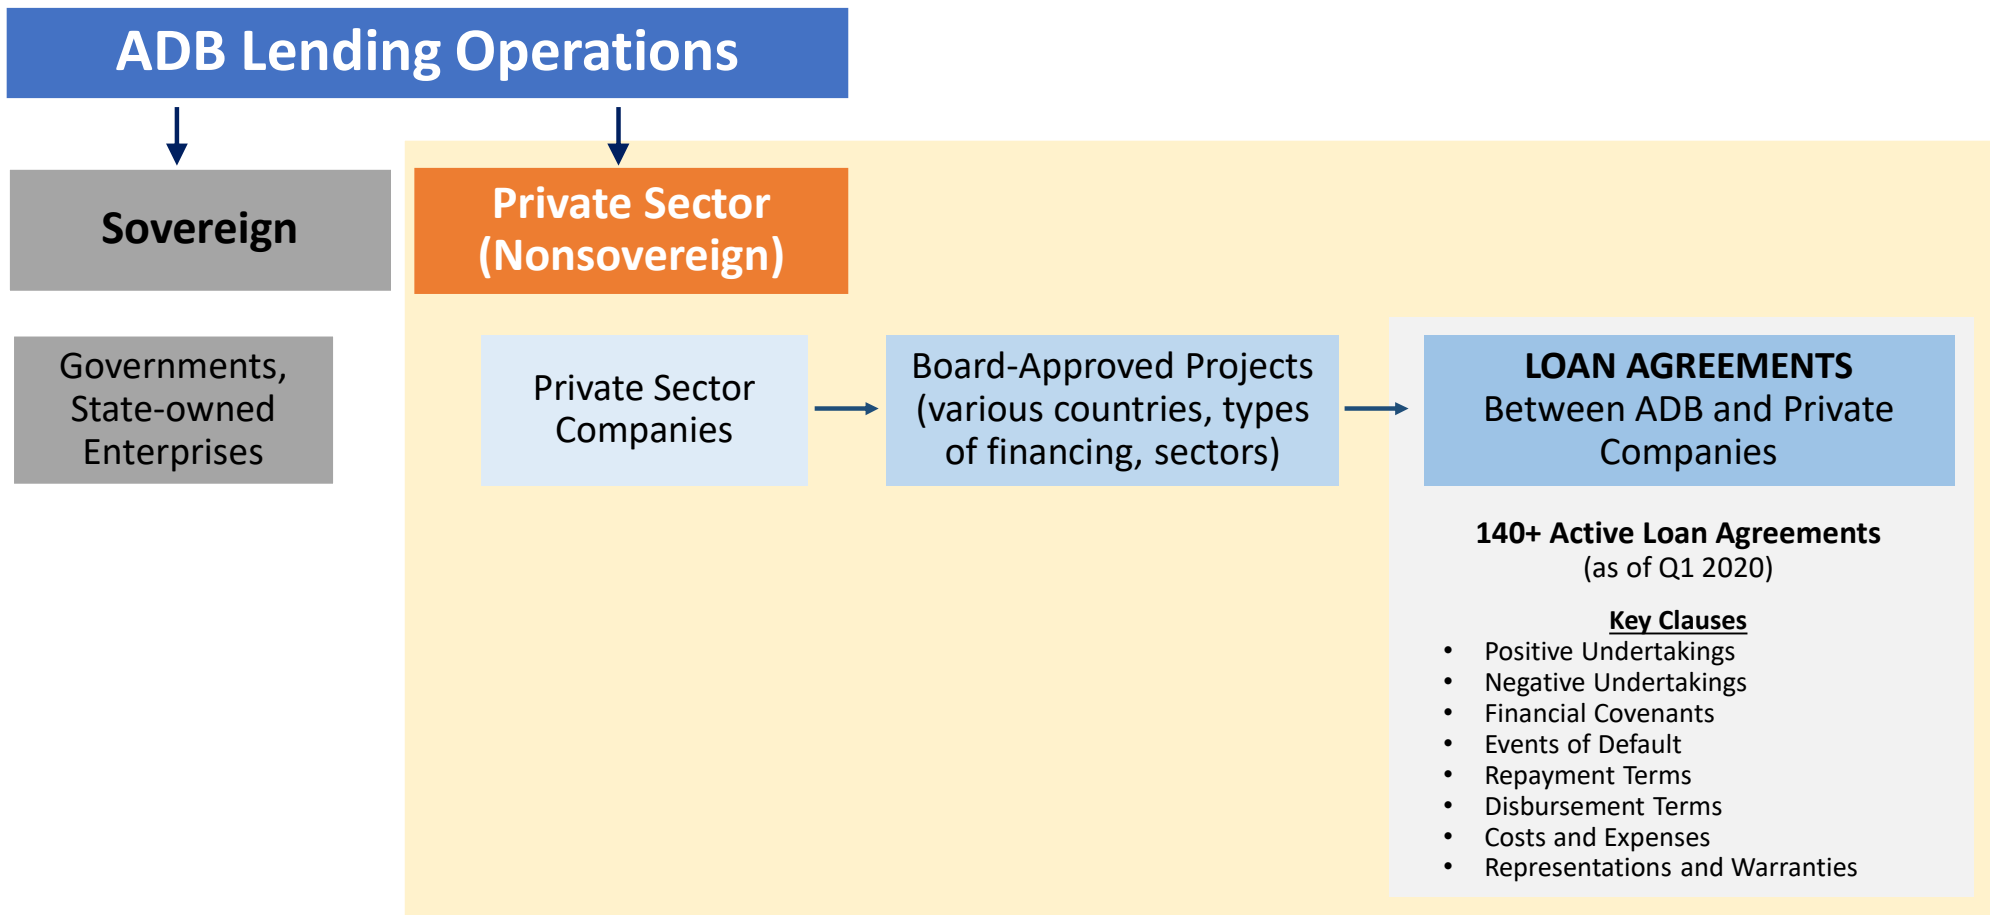 ADB Lending Operations
Sovereign
Private Sector
(Nonsovereign)
Governments,
State-owned
Enterprises
Private Sector
Companies
Board-Approved Projects
(various countries, types
of financing, sectors)
LOAN AGREEMENTS
Between ADB and Private
Companies
140+ Active Loan Agreements
(as of Q1 2020)
Key Clauses
• Positive Undertakings
• Negative Undertakings
• Financial Covenants
• Events of Default
• Repayment Terms
• Disbursement Terms
• Costs and Expenses
• Representations and Warranties